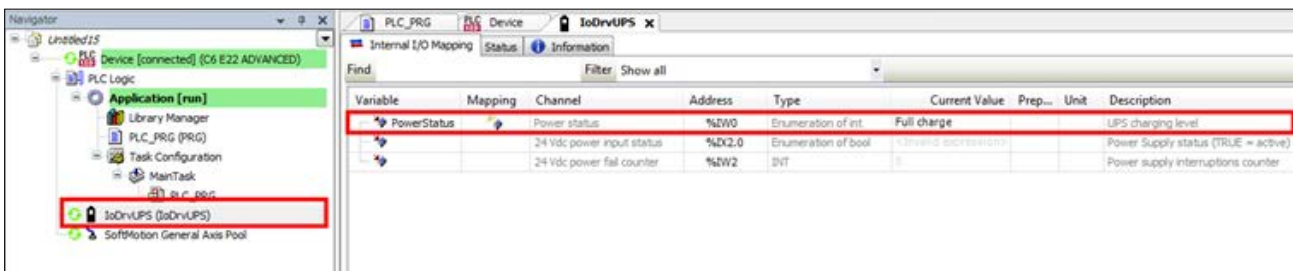 Navigator
PLC_PRG Device IoDrvUPS X
Untitled15
Internal I/O Mapping Status Information
Device [connected] (C6 E22 ADVANCED)
PLC Logic
Find Filter Show all
Application [run]
Variable Mapping Channel Address Type Current Value Prep... Unit Description
Library Manager
PowerStatus Power status %IW0 Enumeration of int Full charge UPS charging level
PLC_PRG (PRG)
24 Vdc power input status %IX2.0 Enumeration of bool <Invalid expression> Power Supply status (TRUE = active)
Task Configuration
24 Vdc power fail counter %IW2 INT Power supply interruptions counter
MainTask
PLC_PRG
IoDrvUPS (IoDrvUPS)
SoftMotion General Axis Pool